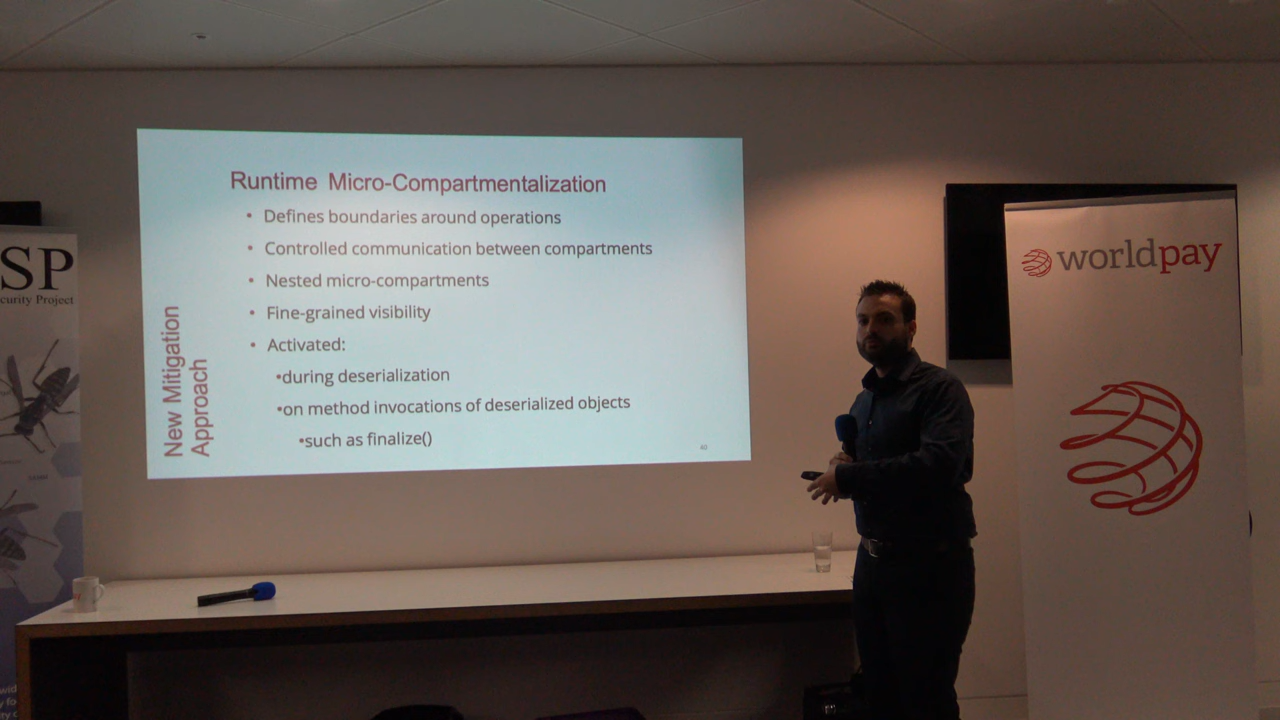 Runtime Micro-Compartmentalization
• Defines boundaries around operations
• Controlled communication between compartments
• Nested micro-compartments
• Fine-grained visibility
• Activated:
•during deserialization
•on method invocations of deserialized objects
•such as finalize()
New Mitigation
Approach
40
SP
curity Project
worldpay